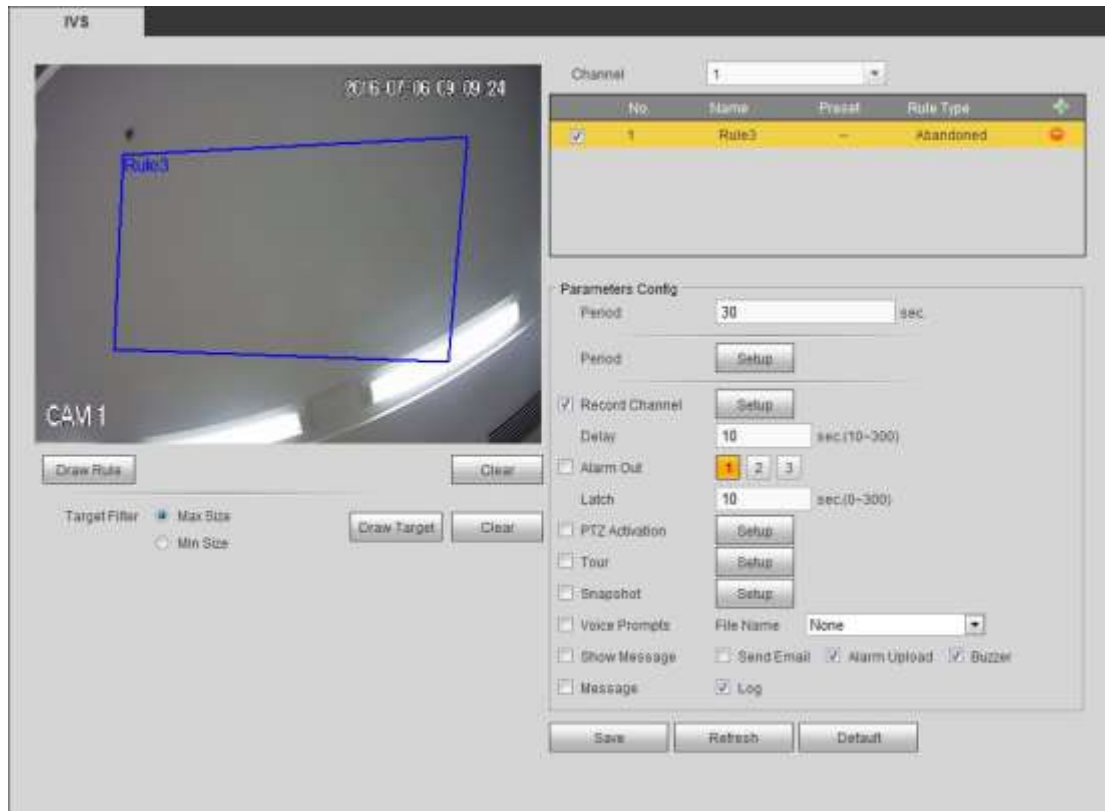 IVS
2016-07-06 09:09:24
Rule3
CAM 1
Draw Rule
Clear
Target Filter Max Size
Min Size
Draw Target Clear
Channel 1
No. Name Preset Rule Type
1 Rule3 -- Abandoned
Parameters Config
Period 30 sec.
Period Setup
Record Channel Setup
Delay 10 sec.(10~300)
Alarm Out 1 2 3
Latch 10 sec.(0~300)
PTZ Activation Setup
Tour Setup
Snapshot Setup
Voice Prompts File Name None
Show Message Send Email Alarm Upload Buzzer
Message Log
Save Refresh Default